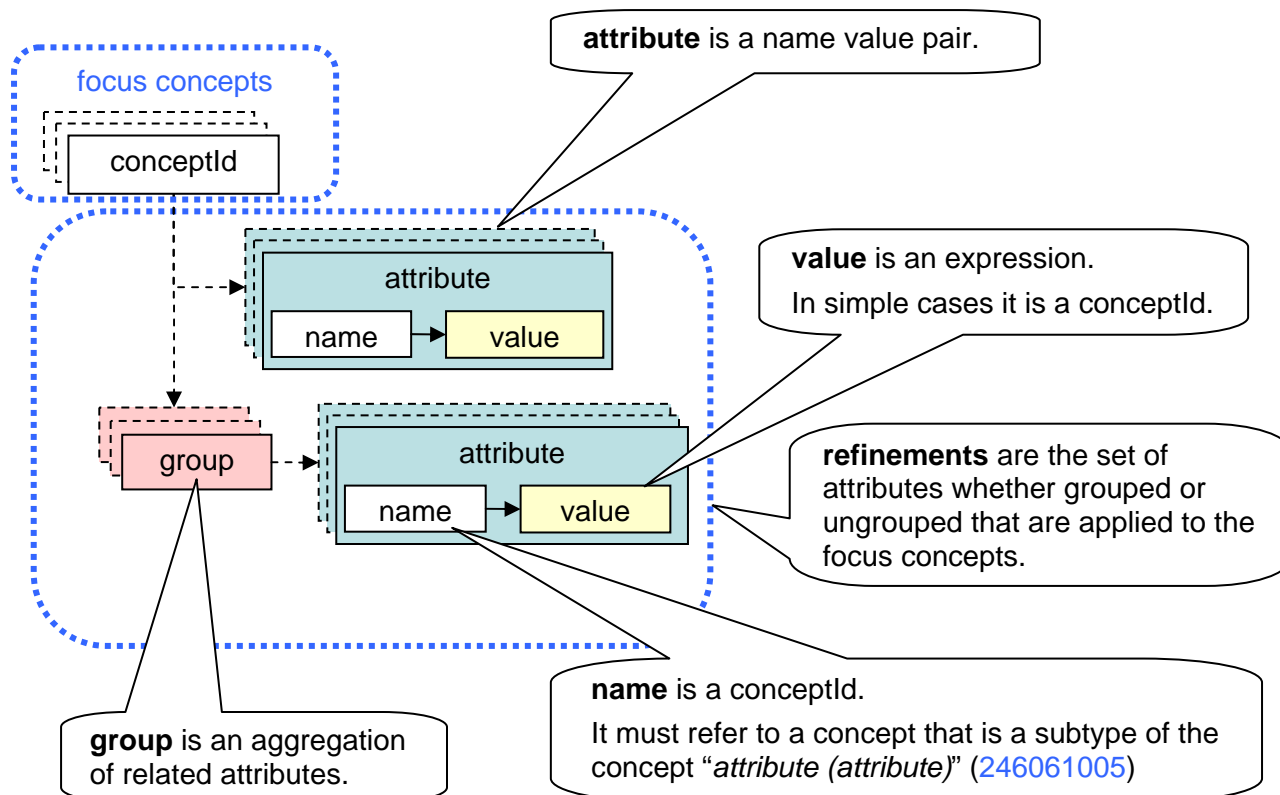 attribute is a name value pair.
focus concepts
conceptId
attribute
name
value
value is an expression.
In simple cases it is a conceptId.
group
attribute
name
value
refinements are the set of
attributes whether grouped or
ungrouped that are applied to the
focus concepts.
name is a conceptId.
It must refer to a concept that is a subtype of the
concept “attribute (attribute)” (246061005)
group is an aggregation
of related attributes.